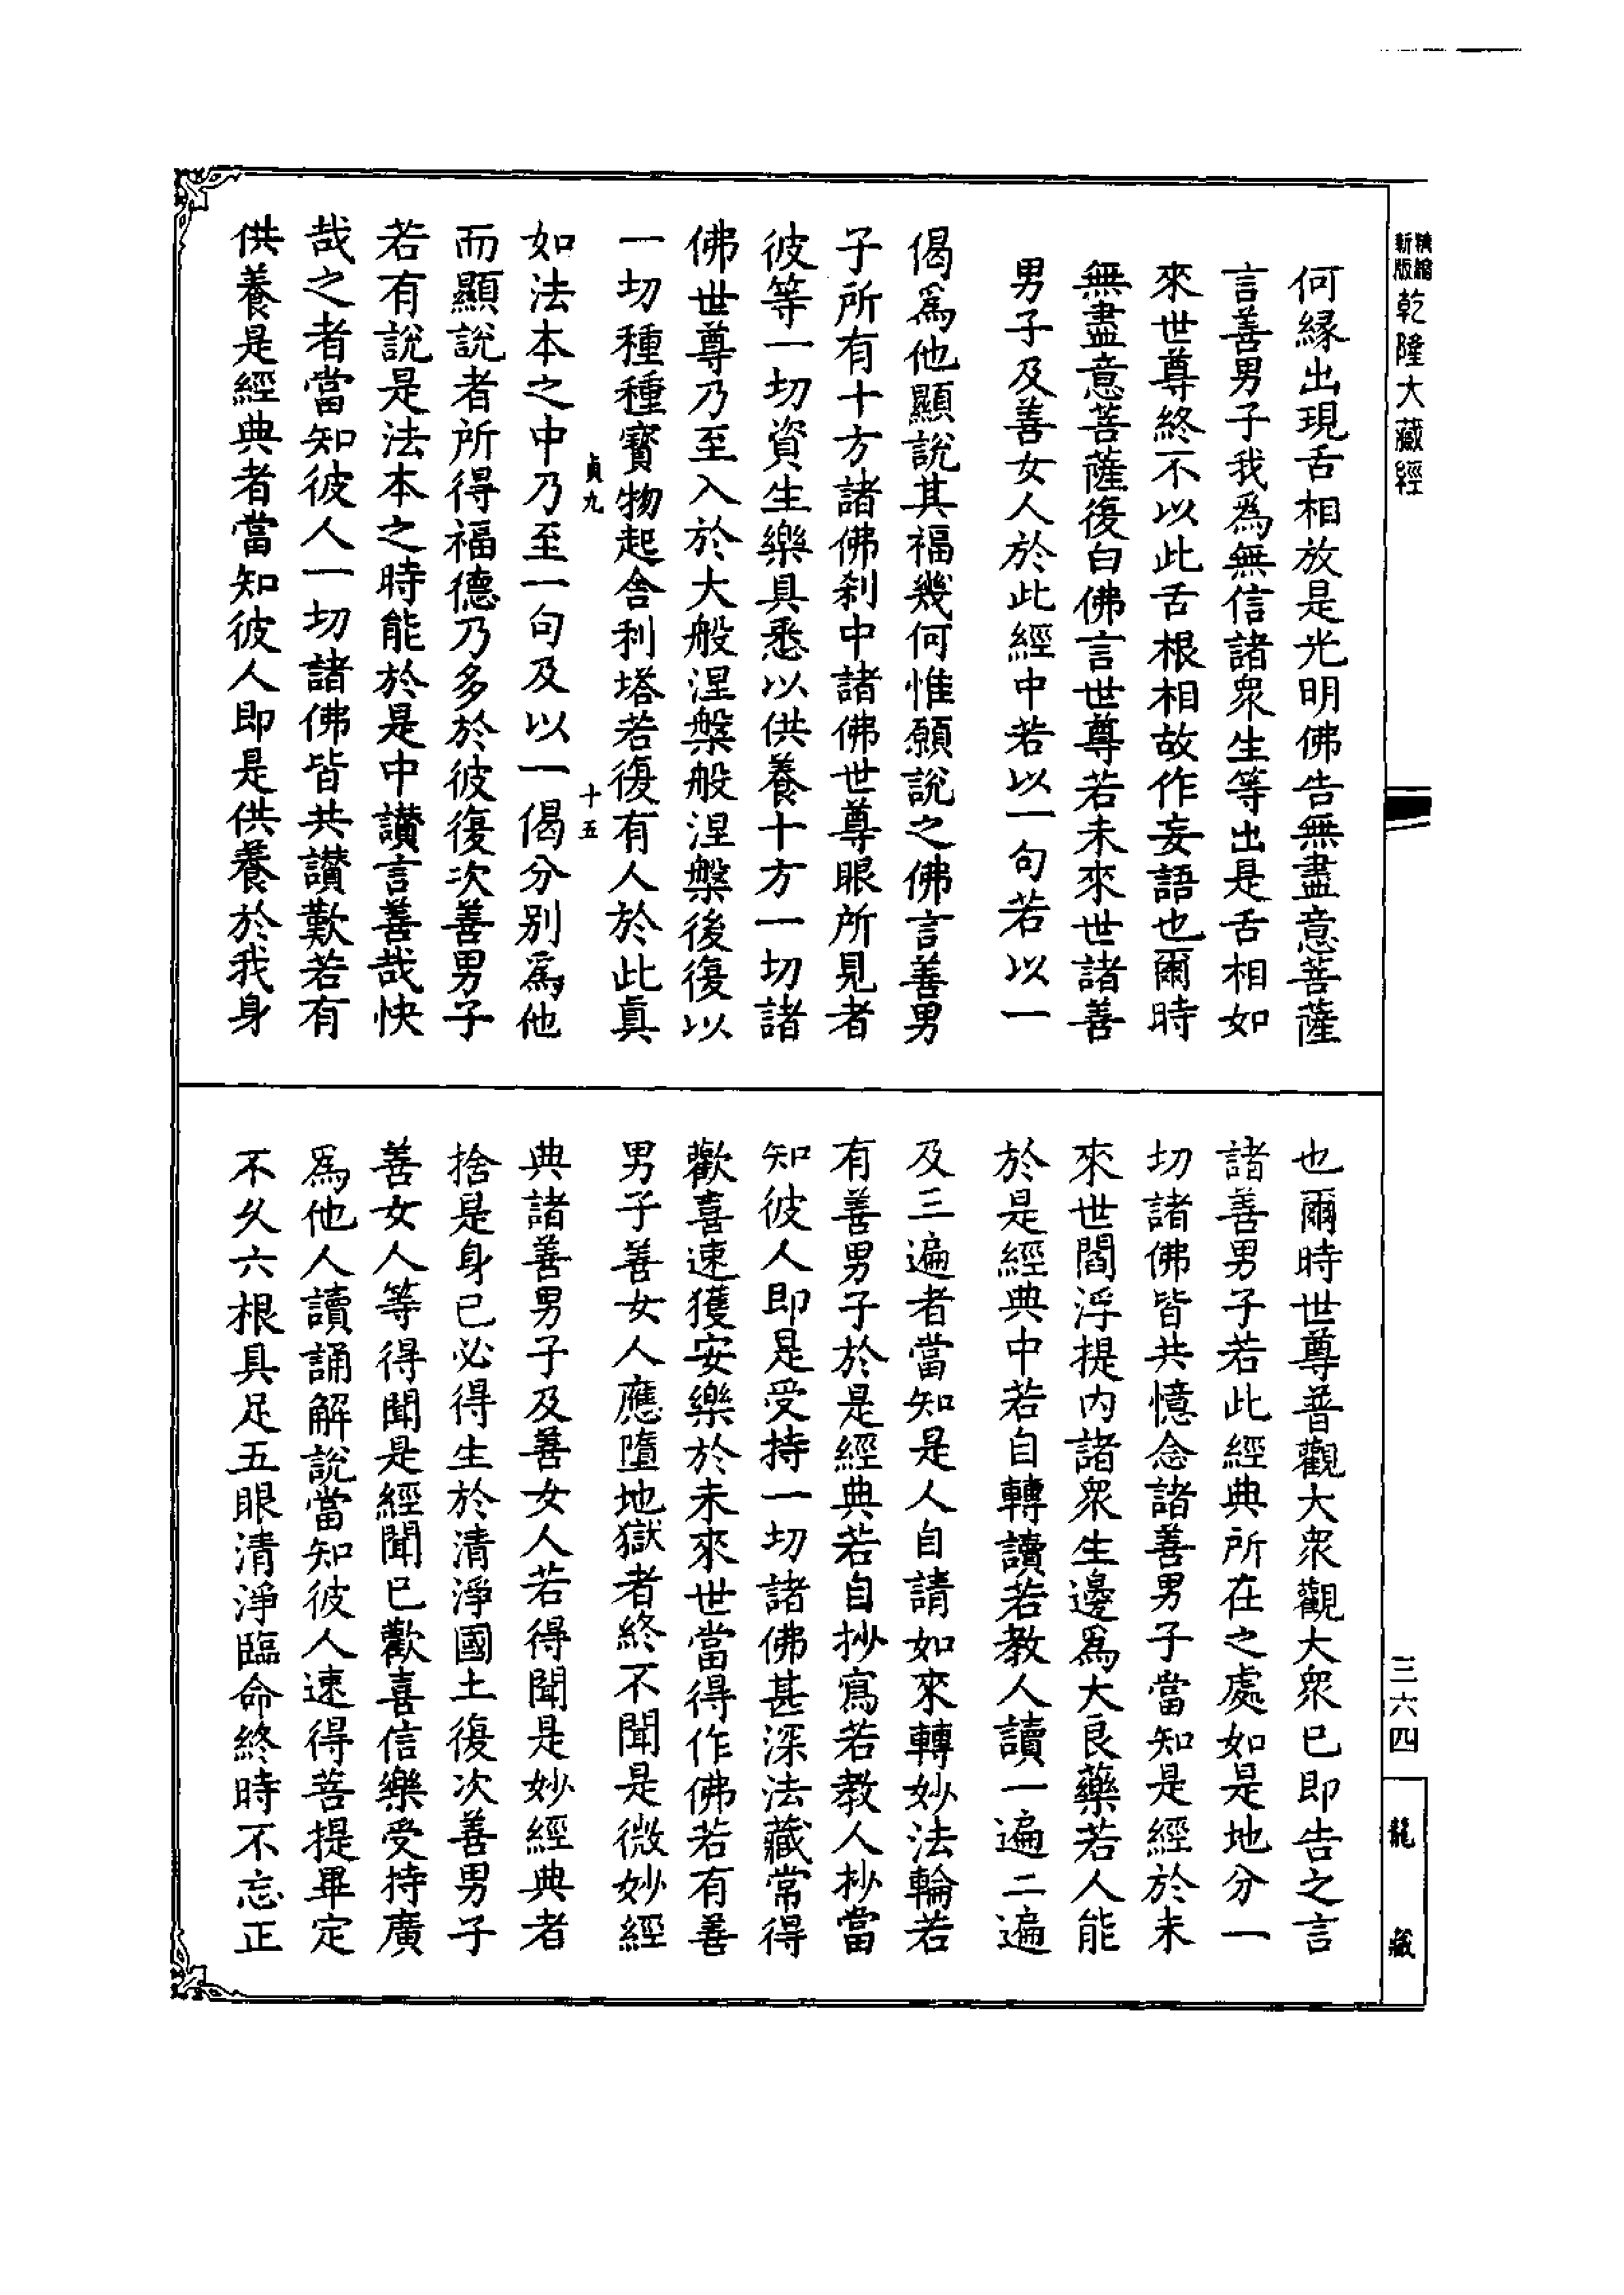 精縮
新版
乾隆大藏經
三六四
龍藏
何縁出現舌相放是光明佛告無盡意菩薩
言善男子我爲無信諸衆生等出是舌相如
來世尊終不以此舌根相故作妄語也爾時
無盡意菩薩復白佛言世尊若未來世諸善
男子及善女人於此經中若以一句若以一
偈爲他顯說其福幾何惟願說之佛言善男
子所有十方諸佛刹中諸佛世尊眼所見者
彼等一切資生樂具悉以供養十方一切諸
佛世尊乃至入於大般涅槃般涅槃後復以
一切種種寳物起舍利塔若復有人於此真
貞九
十五
如法本之中乃至一句及以一偈分別爲他
而顯說者所得福德乃多於彼復次善男子
若有說是法本之時能於是中讃言善哉快
哉之者當知彼人一切諸佛皆共讃歎若有
供養是經典者當知彼人即是供養於我身
也爾時世尊普觀大衆觀大衆已即告之言
諸善男子若此經典所在之處如是地分一
切諸佛皆共憶念諸善男子當知是經於未
來世閻浮提内諸衆生邊爲大良藥若人能
於是經典中若自轉讀若教人讀一遍二遍
及三遍者當知是人自請如來轉妙法輪若
有善男子於是經典若自抄寫若教人抄當
知彼人即是受持一切諸佛甚深法藏常得
歡喜速獲安樂於未來世當得作佛若有善
男子善女人應墮地獄者終不聞是微妙經
典諸善男子及善女人若得聞是妙經典者
捨是身已必得生於清淨國土復次善男子
善女人等得聞是經聞已歡喜信樂受持廣
爲他人讀誦解說當知彼人速得菩提畢定
不久六根具足五眼清淨臨命終時不忘正